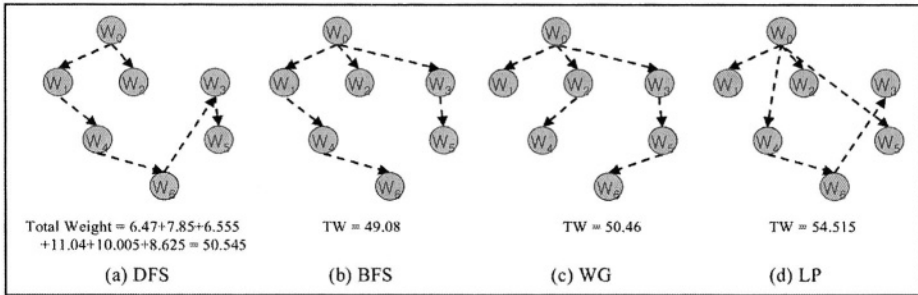 W0 W0 W0 W0
W1 W2 W3 W1 W2 W3 W1 W2 W3 W1 W2 W3
W4 W5 W4 W5 W4 W5 W4 W5
W6 W6 W6 W6
Total Weight = 6.47+7.85+6.555
+11.04+10.005+8.625 = 50.545
TW = 49.08
TW = 50.46
TW = 54.515
(a) DFS
(b) BFS
(c) WG
(d) LP